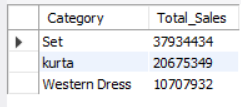 Category Total_Sales
Set 37934434
kurta 20675349
Western Dress 10707932